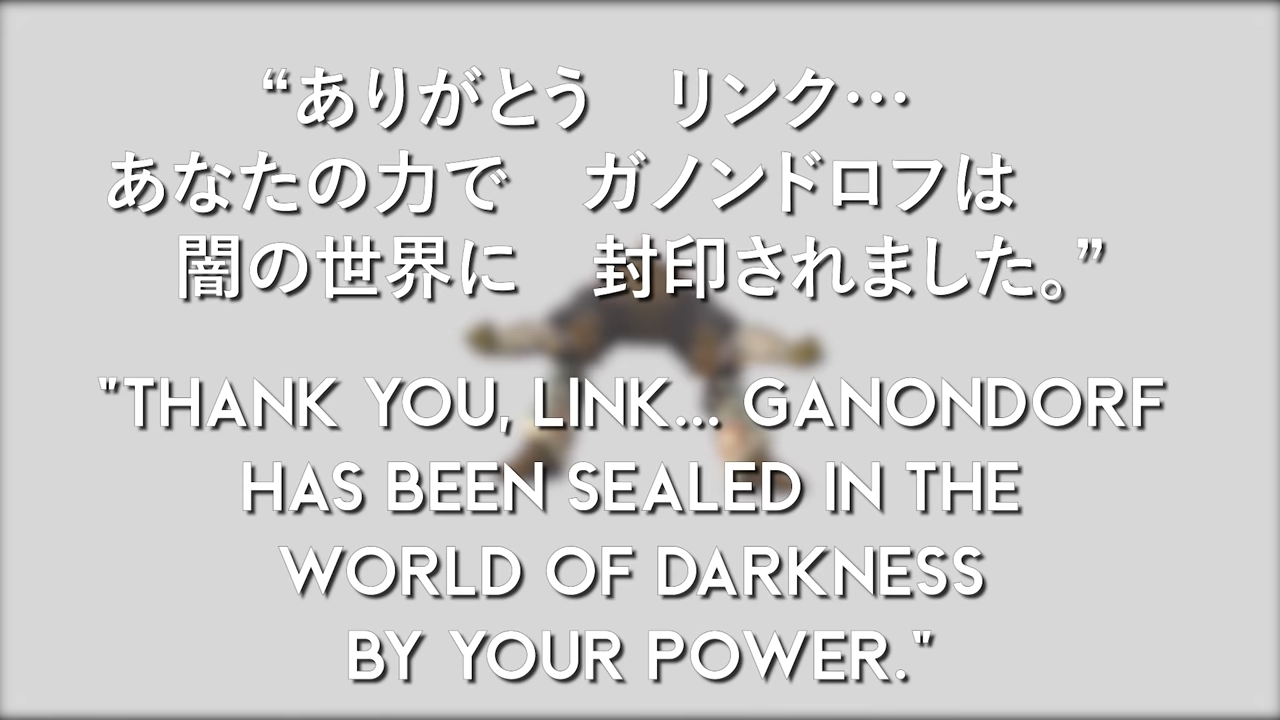 “ありがとう　リンク…
あなたの力で　ガノンドロフは
闇の世界に　封印されました。”
"THANK YOU, LINK... GANONDORF
HAS BEEN SEALED IN THE
WORLD OF DARKNESS
BY YOUR POWER."